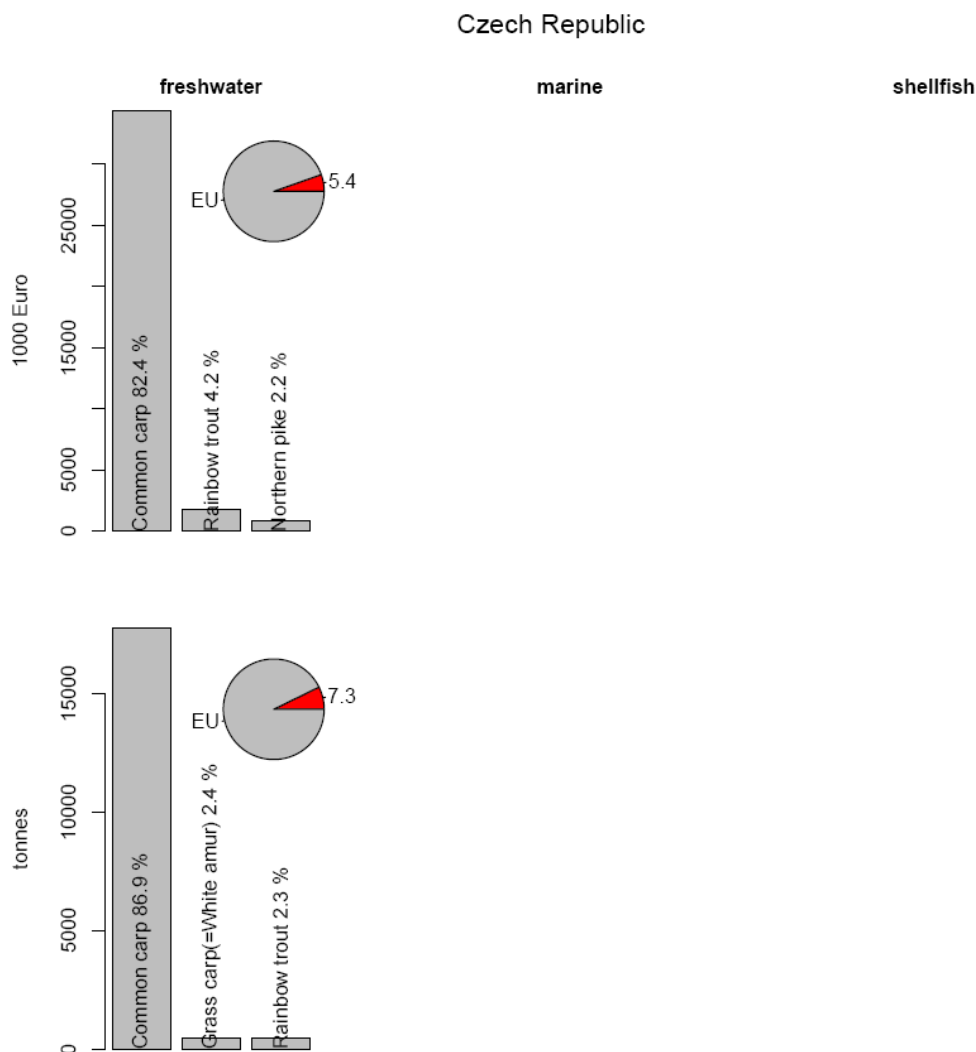 Czech Republic
freshwater
marine
shellfish
1000 Euro
25000
15000
5000
0
Common carp 82.4 %
Rainbow trout 4.2 %
Northern pike 2.2 %
EU
5.4
tonnes
15000
10000
5000
0
Common carp 86.9 %
Grass carp(=White amur) 2.4 %
Rainbow trout 2.3 %
EU
7.3